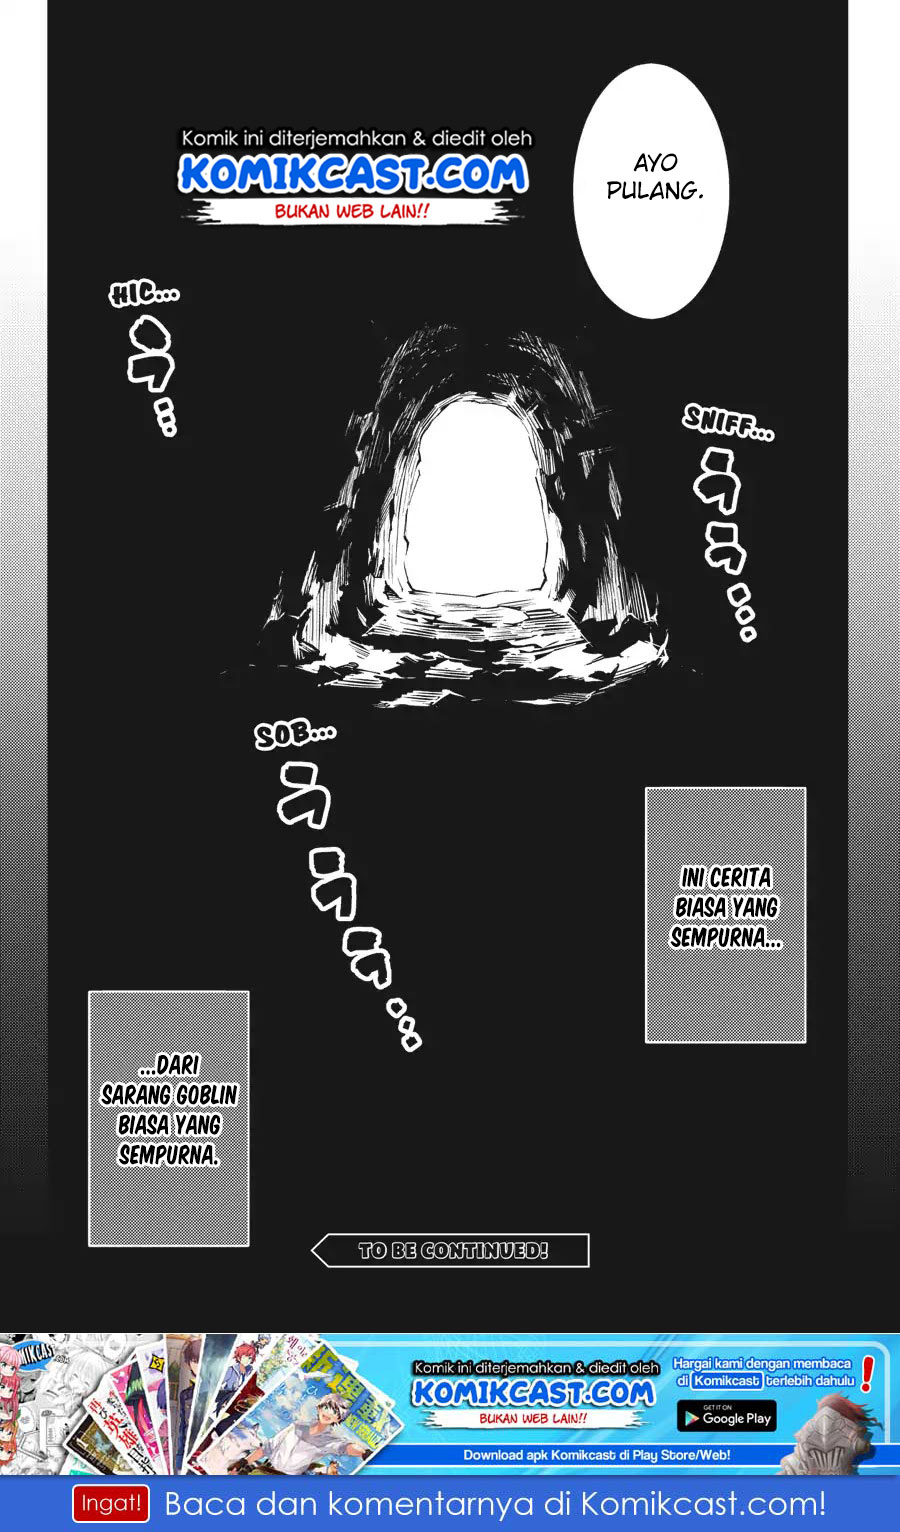 Komik ini diterjemahkan & diedit oleh
KOMIKCAST.COM
BUKAN WEB LAIN!!
AYO
PULANG.
HIC...
SNIFF...
SOB...
INI CERITA
BIASA YANG
SEMPURNA...
...DARI
SARANG GOBLIN
BIASA YANG
SEMPURNA.
TO BE CONTINUED!
Komik ini diterjemahkan & diedit oleh
KOMIKCAST.COM
BUKAN WEB LAIN!!
Hargai kami dengan membaca
di Komikcast terlebih dahulu !
GET IT ON
Google Play
Download apk Komikcast di Play Store/Web!
Ingat! Baca dan komentarnya di Komikcast.com!